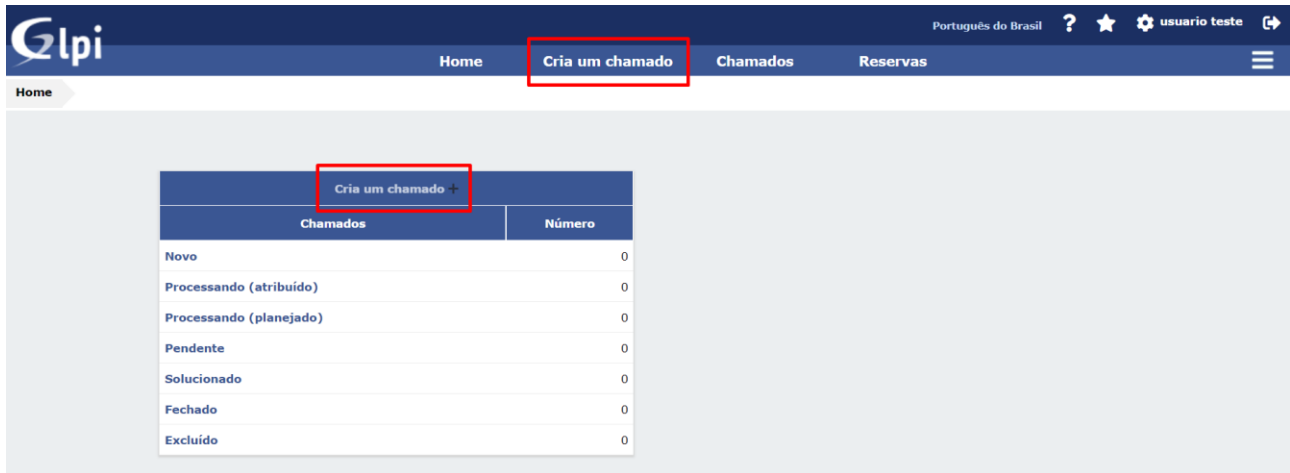 Glpi
Português do Brasil ? usuario teste
Home Cria um chamado Chamados Reservas
Home
Cria um chamado +
Chamados Número
Novo 0
Processando (atribuído) 0
Processando (planejado) 0
Pendente 0
Solucionado 0
Fechado 0
Excluído 0